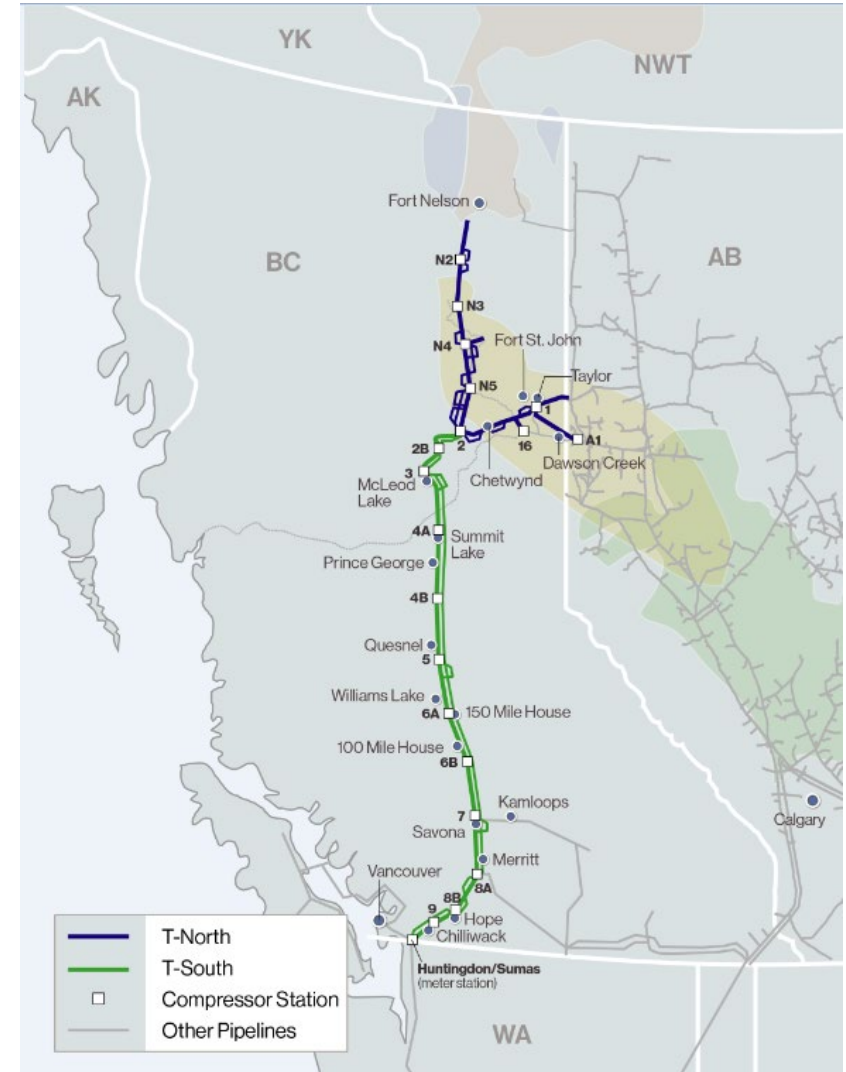 YK
NWT
AK
Fort Nelson
BC
N2
AB
N3
N4
Fort St. John
Taylor
N5
1
2
16
A1
2B
Dawson Creek
3
Chetwynd
McLeod
Lake
4A
Summit
Lake
Prince George
4B
Quesnel
5
Williams Lake
6A
150 Mile House
100 Mile House
6B
7
Kamloops
Savona
Calgary
Merritt
Vancouver
8A
8B
9
Hope
Chilliwack
Huntingdon/Sumas
(meter station)
WA
T-North
T-South
Compressor Station
Other Pipelines